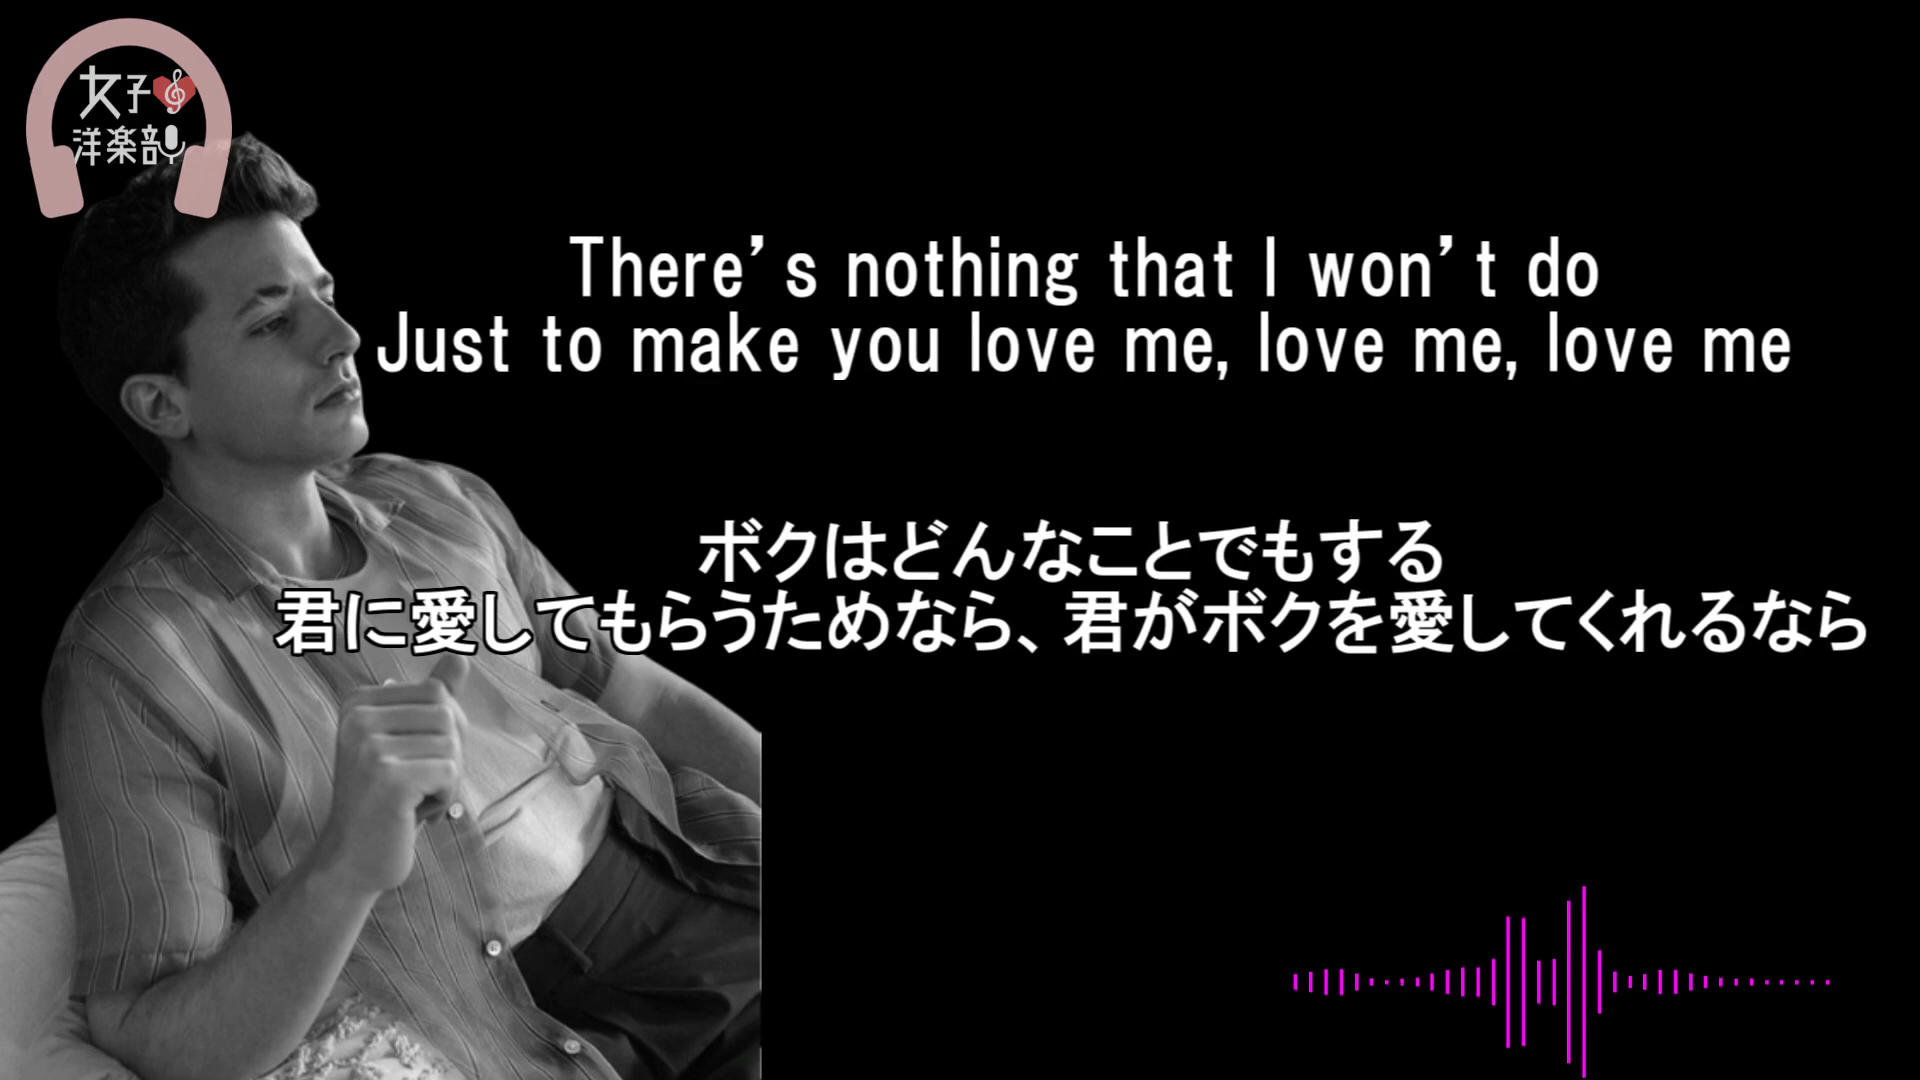 女子
洋楽部
There's nothing that I won't do
Just to make you love me, love me, love me
ボクはどんなことでもする
君に愛してもらうためなら、君がボクを愛してくれるなら